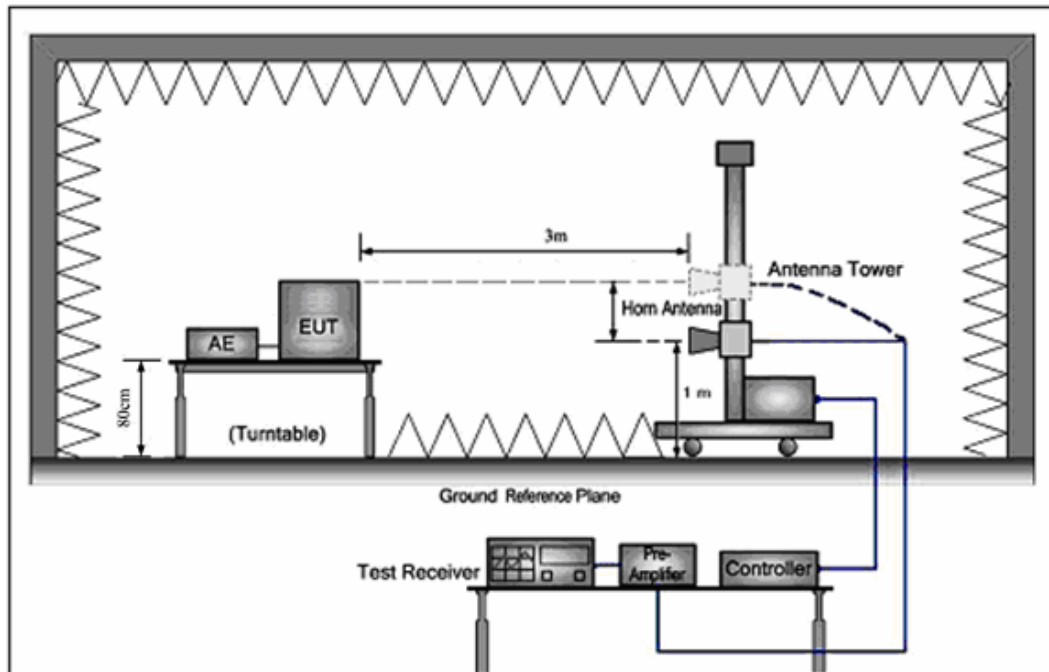 3m
Antenna Tower
Horn Antenna
EUT
AE
1 m
80cm
(Turntable)
Ground Reference Plane
Test Receiver
Pre-
Amplifier
Controller